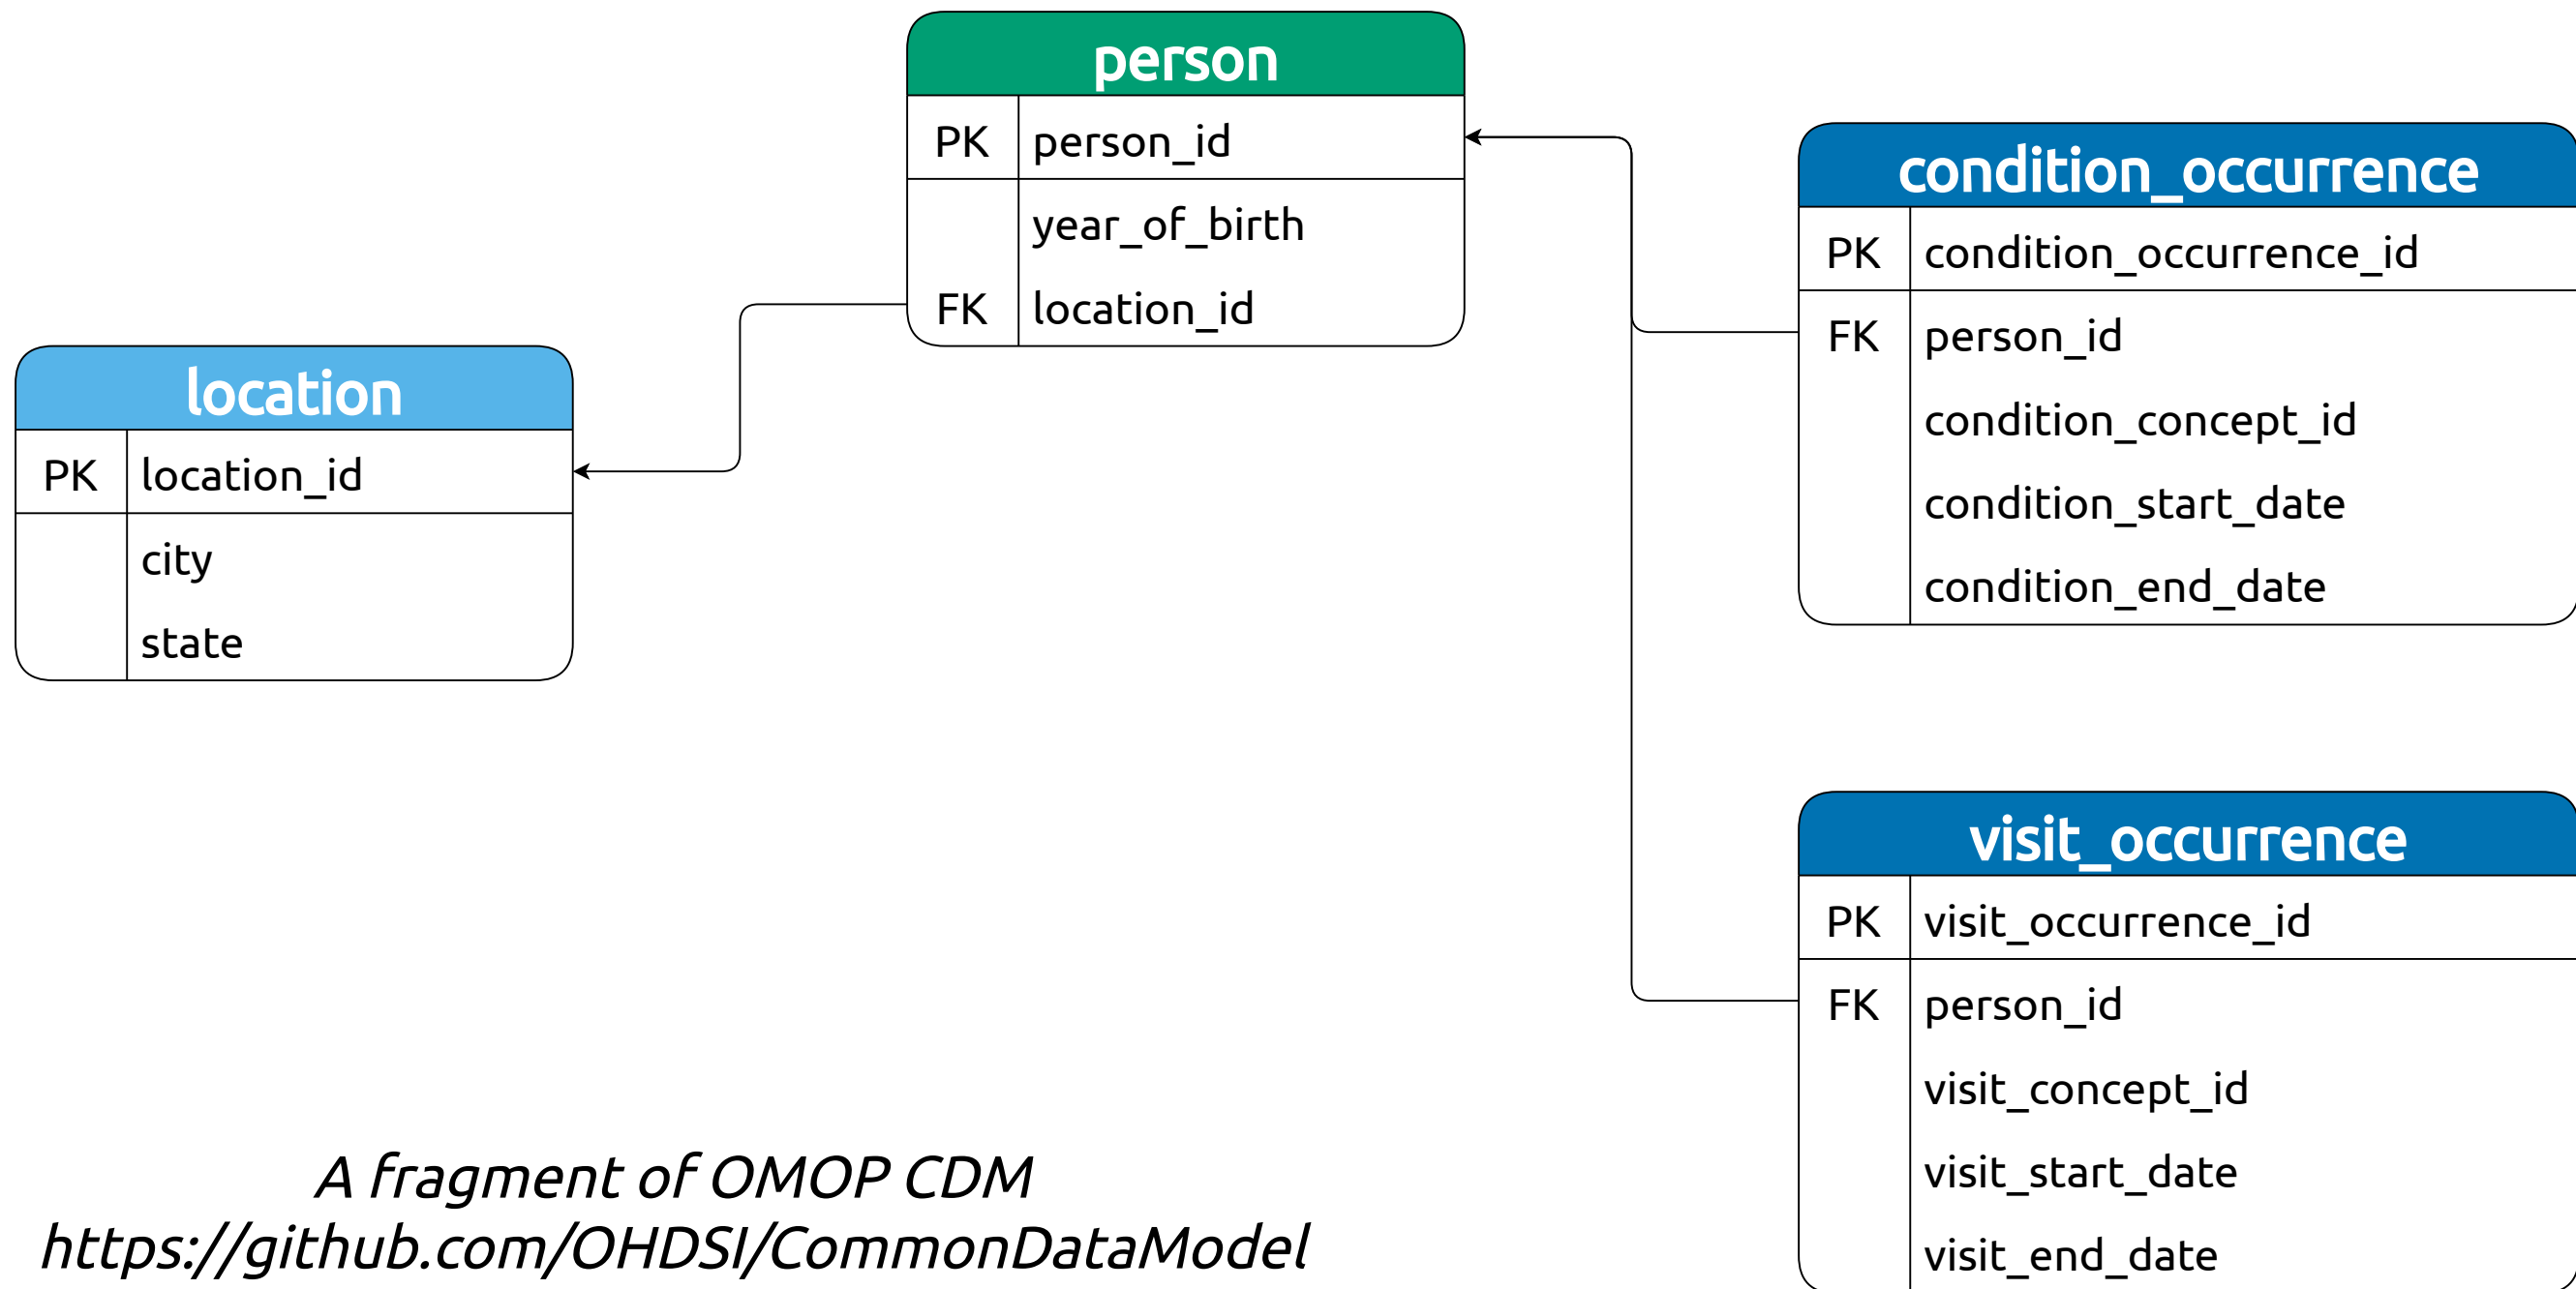 person
PK person_id
year_of_birth
FK location_id
location
PK location_id
city
state
condition_occurrence
PK condition_occurrence_id
FK person_id
condition_concept_id
condition_start_date
condition_end_date
visit_occurrence
PK visit_occurrence_id
FK person_id
visit_concept_id
visit_start_date
visit_end_date
A fragment of OMOP CDM
https://github.com/OHDSI/CommonDataModel